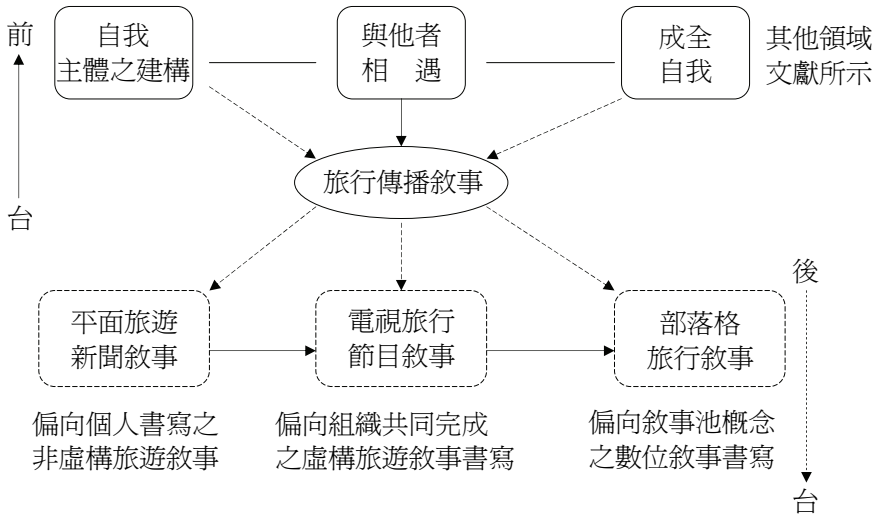 前
台
自我
主體之建構
與他者
相　遇
成全
自我
其他領域
文獻所示
旅行傳播敘事
後
台
平面旅遊
新聞敘事
電視旅行
節目敘事
部落格
旅行敘事
偏向個人書寫之
非虛構旅遊敘事
偏向組織共同完成
之虛構旅遊敘事書寫
偏向敘事池概念
之數位敘事書寫